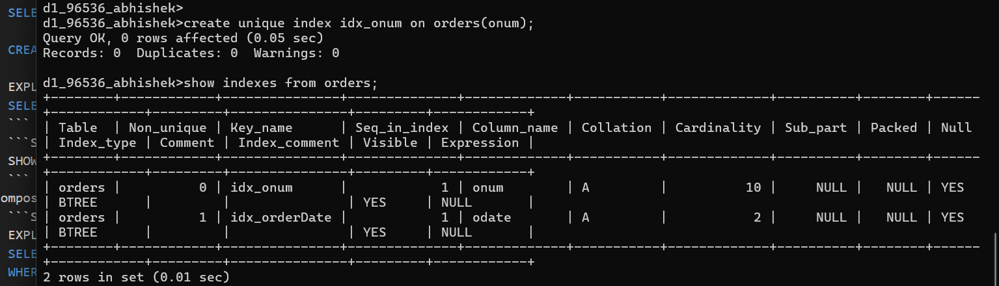 SELE
CREA
EXPL
SELE
```
```S
SHOW
```
ompos
```S
EXPL
SELE
WHER
d1_96536_abhishek>
d1_96536_abhishek>create unique index idx_onum on orders(onum);
Query OK, 0 rows affected (0.05 sec)
Records: 0  Duplicates: 0  Warnings: 0
d1_96536_abhishek>show indexes from orders;
+--------+------------+---------------+--------------+-------------+-----------+-------------+----------+--------+------
+------------+---------+---------------+---------+------------+
| Table  | Non_unique | Key_name      | Seq_in_index | Column_name | Collation | Cardinality | Sub_part | Packed | Null
| Index_type | Comment | Index_comment | Visible | Expression |
+--------+------------+---------------+--------------+-------------+-----------+-------------+----------+--------+------
+------------+---------+---------------+---------+------------+
| orders |          0 | idx_onum      |            1 | onum        | A         |          10 |     NULL |   NULL | YES
| BTREE      |         |               | YES     | NULL       |
| orders |          1 | idx_orderDate |            1 | odate       | A         |           2 |     NULL |   NULL | YES
| BTREE      |         |               | YES     | NULL       |
+--------+------------+---------------+--------------+-------------+-----------+-------------+----------+--------+------
+------------+---------+---------------+---------+------------+
2 rows in set (0.01 sec)